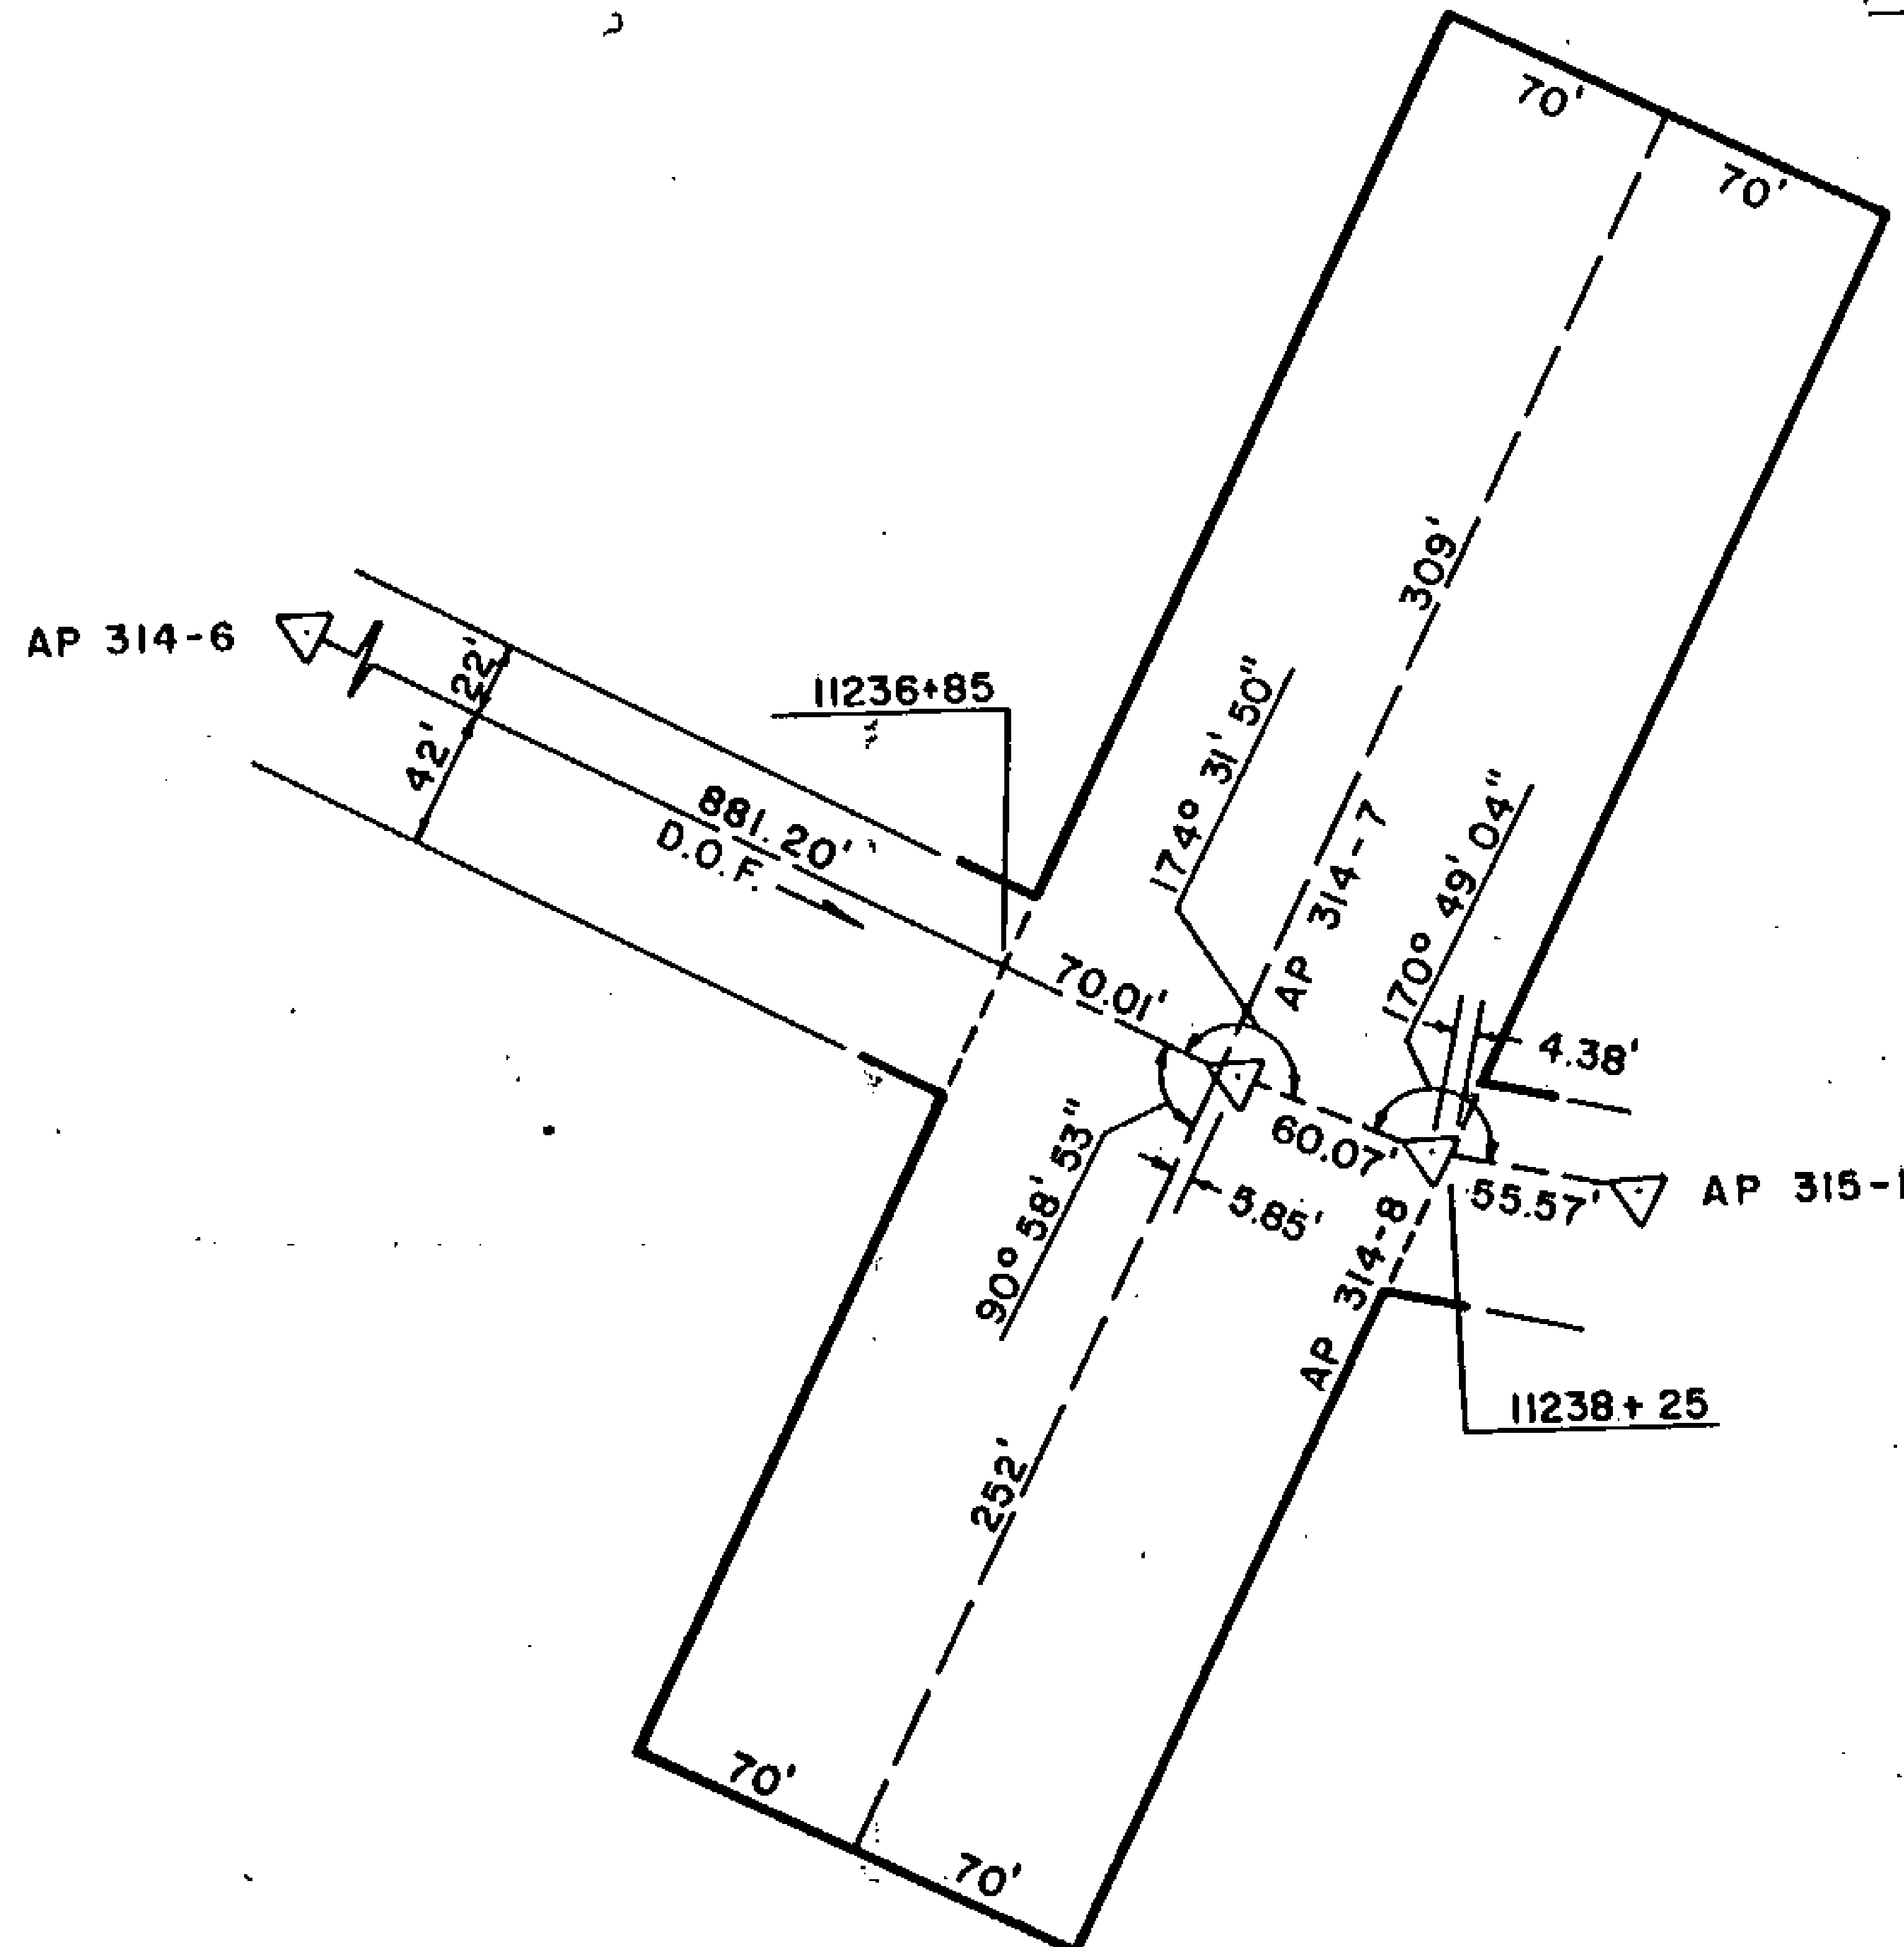 70'
70'
309'
AP 314-6
22'
42'
11236+85
881.20'
D.O.F.
174° 31' 50"
AP 314-7
170° 49' 04"
70.01'
4.38'
60.07'
90° 58' 53"
5.85'
55.57'
AP 315-1
AP 314-8
11238+25
252'
70'
70'